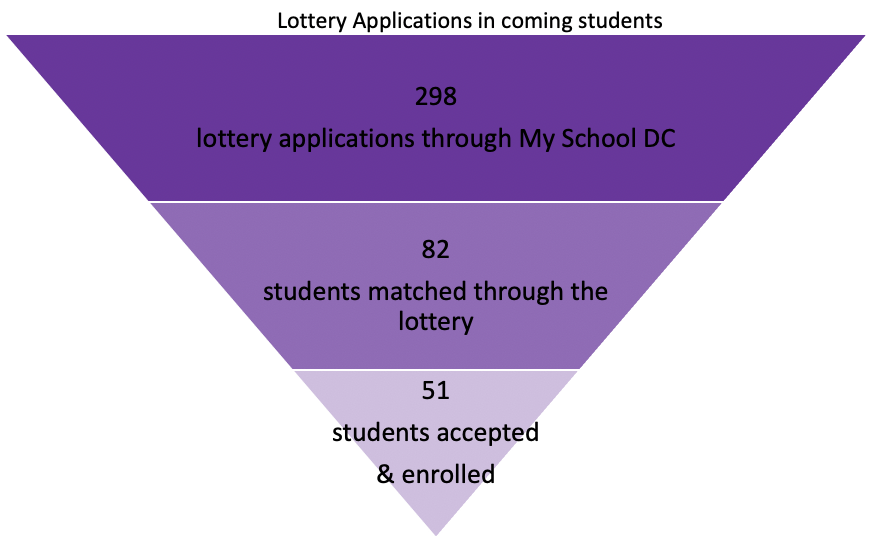 Lottery Applications in coming students
298
lottery applications through My School DC
82
students matched through the
lottery
51
students accepted
& enrolled